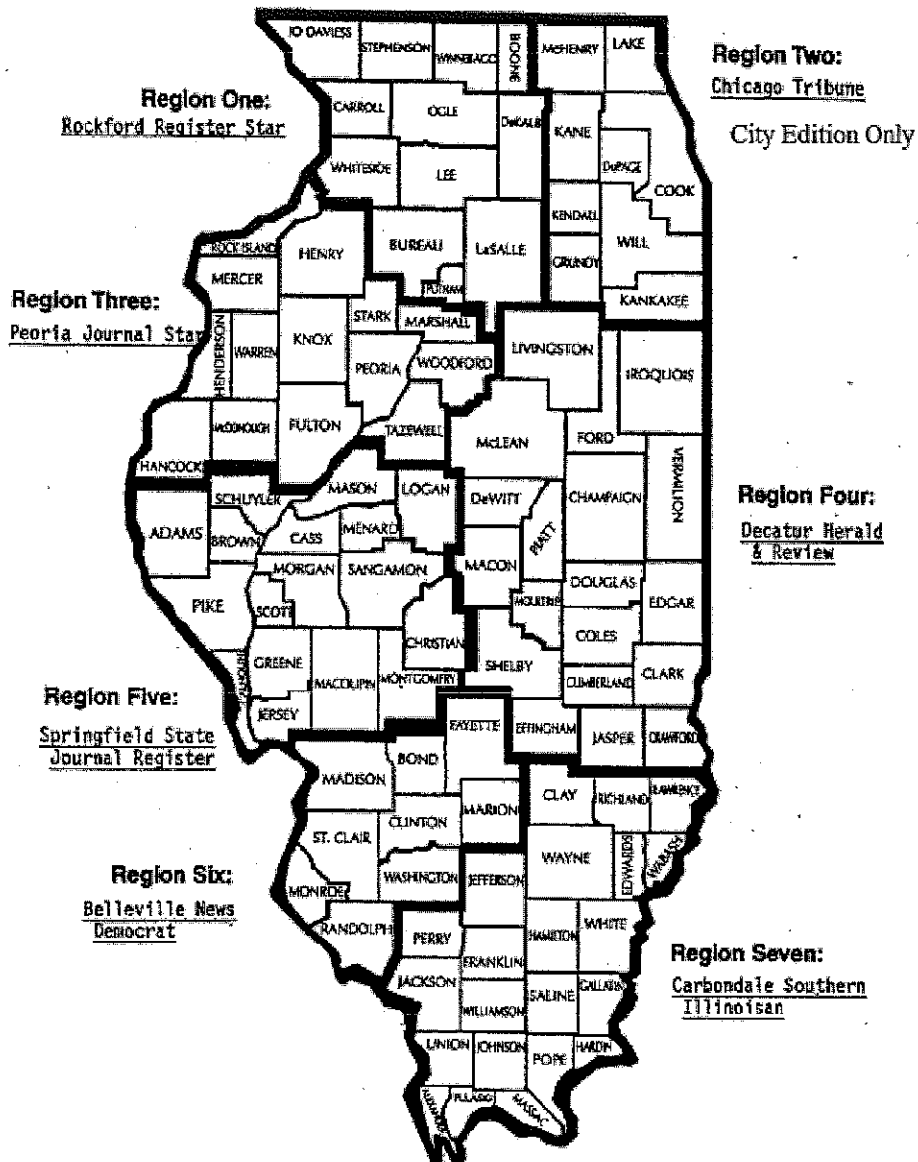 JO DAVIESS
STEPHENSON
WINNEBAGO
BOONE
McHENRY
LAKE
Region Two:
Chicago Tribune
City Edition Only
Region One:
Rockford Register Star
CARROLL
OGLE
DeKALB
KANE
DuPAGE
COOK
WHITESIDE
LEE
KENDALL
WILL
BUREAU
LaSALLE
GRUNDY
KANKAKEE
PUTNAM
ROCK ISLAND
HENRY
MERCER
Region Three:
Peoria Journal Star
STARK
MARSHALL
LIVINGSTON
IROQUOIS
HENDERSON
WARREN
KNOX
PEORIA
WOODFORD
FULTON
TAZEWELL
McLEAN
FORD
VERMILION
HANCOCK
McDONOUGH
MASON
LOGAN
DeWITT
CHAMPAIGN
Region Four:
Decatur Herald
& Review
ADAMS
SCHUYLER
BROWN
CASS
MENARD
PIATT
MACON
MORGAN
SANGAMON
DOUGLAS
EDGAR
PIKE
SCOTT
CHRISTIAN
MOULTRIE
COLES
SHELBY
GREENE
MACOUPIN
MONTGOMERY
CUMBERLAND
CLARK
JERSEY
Region Five:
Springfield State
Journal Register
FAYETTE
EFFINGHAM
JASPER
CRAWFORD
MADISON
BOND
CLAY
RICHLAND
LAWRENCE
CLINTON
MARION
ST. CLAIR
WAYNE
EDWARDS
WABASH
WASHINGTON
JEFFERSON
MONROE
Region Six:
Belleville News
Democrat
RANDOLPH
PERRY
HAMILTON
WHITE
FRANKLIN
JACKSON
Region Seven:
Carbondale Southern
Illinoisan
WILLIAMSON
SALINE
GALLATIN
UNION
JOHNSON
POPE
HARDIN
MASSAC